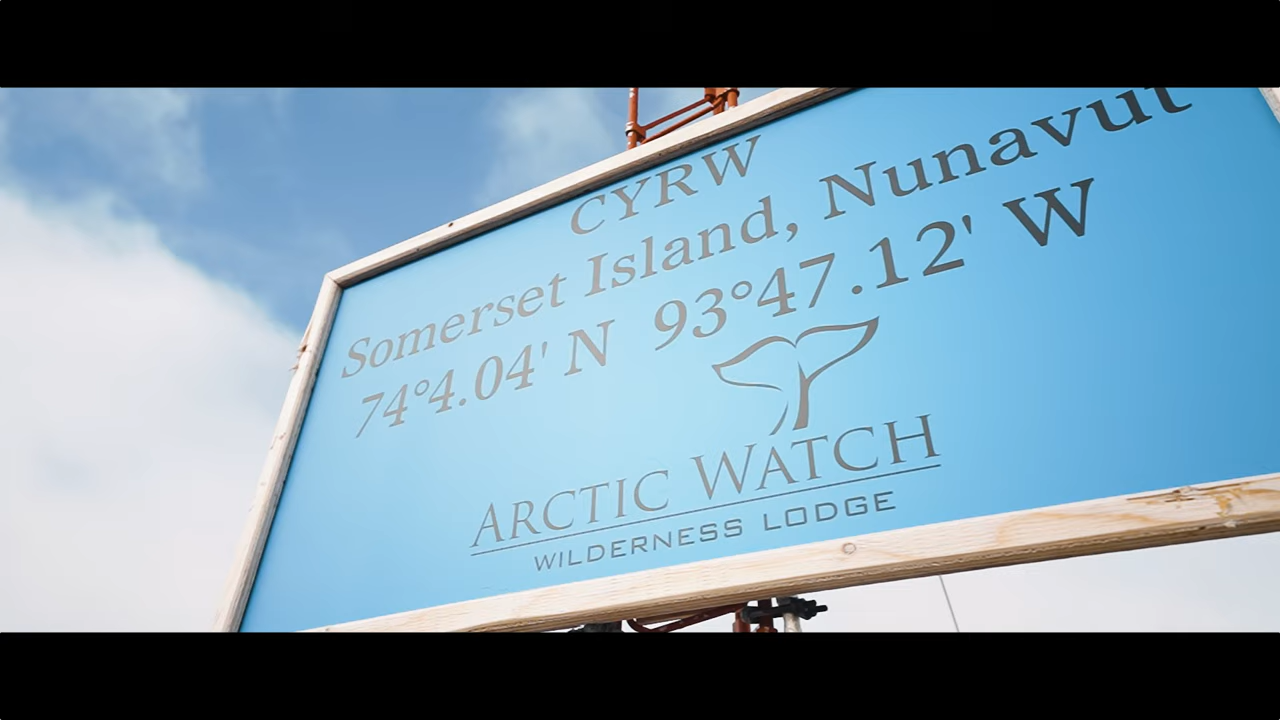 CYRW
Somerset Island, Nunavut
74°4.04' N 93°47.12' W
ARCTIC WATCH
WILDERNESS LODGE